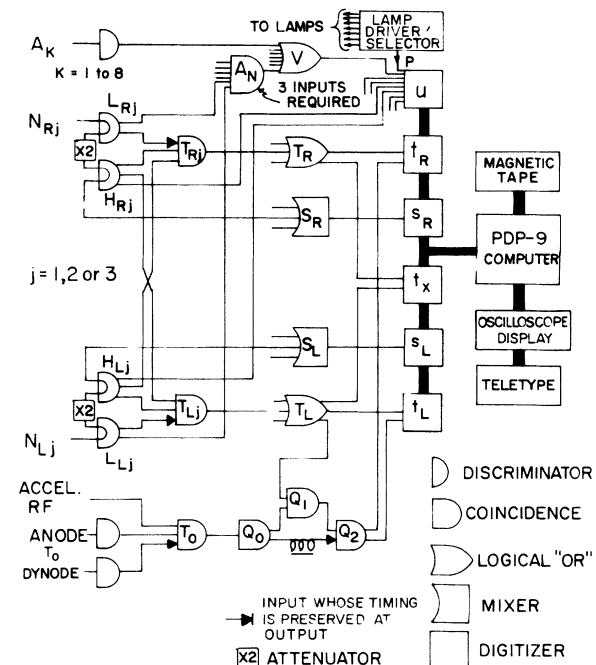 TO LAMPS
LAMP
DRIVER/
SELECTOR
P
A_K
K = 1 to 8
V
A_N
3 INPUTS
REQUIRED
u
L_Rj
N_Rj
X2
H_Rj
T_Rj
T_R
t_R
MAGNETIC
TAPE
S_R
s_R
PDP-9
COMPUTER
j = 1, 2 or 3
t_X
OSCILLOSCOPE
DISPLAY
S_L
s_L
H_Lj
X2
T_Lj
T_L
t_L
TELETYPE
N_Lj
L_Lj
ACCEL.
RF
ANODE
T_0
DYNODE
T_0
Q_0
Q_1
Q_2
DISCRIMINATOR
COINCIDENCE
LOGICAL "OR"
MIXER
DIGITIZER
INPUT WHOSE TIMING
IS PRESERVED AT
OUTPUT
X2 ATTENUATOR